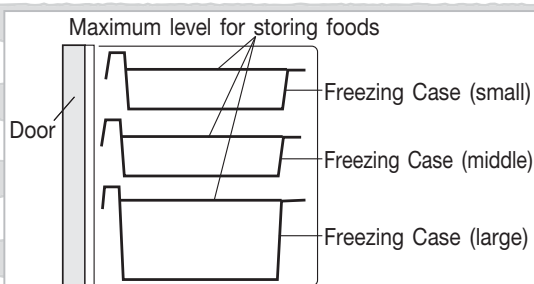 Maximum level for storing foods
Freezing Case (small)
Door
Freezing Case (middle)
Freezing Case (large)